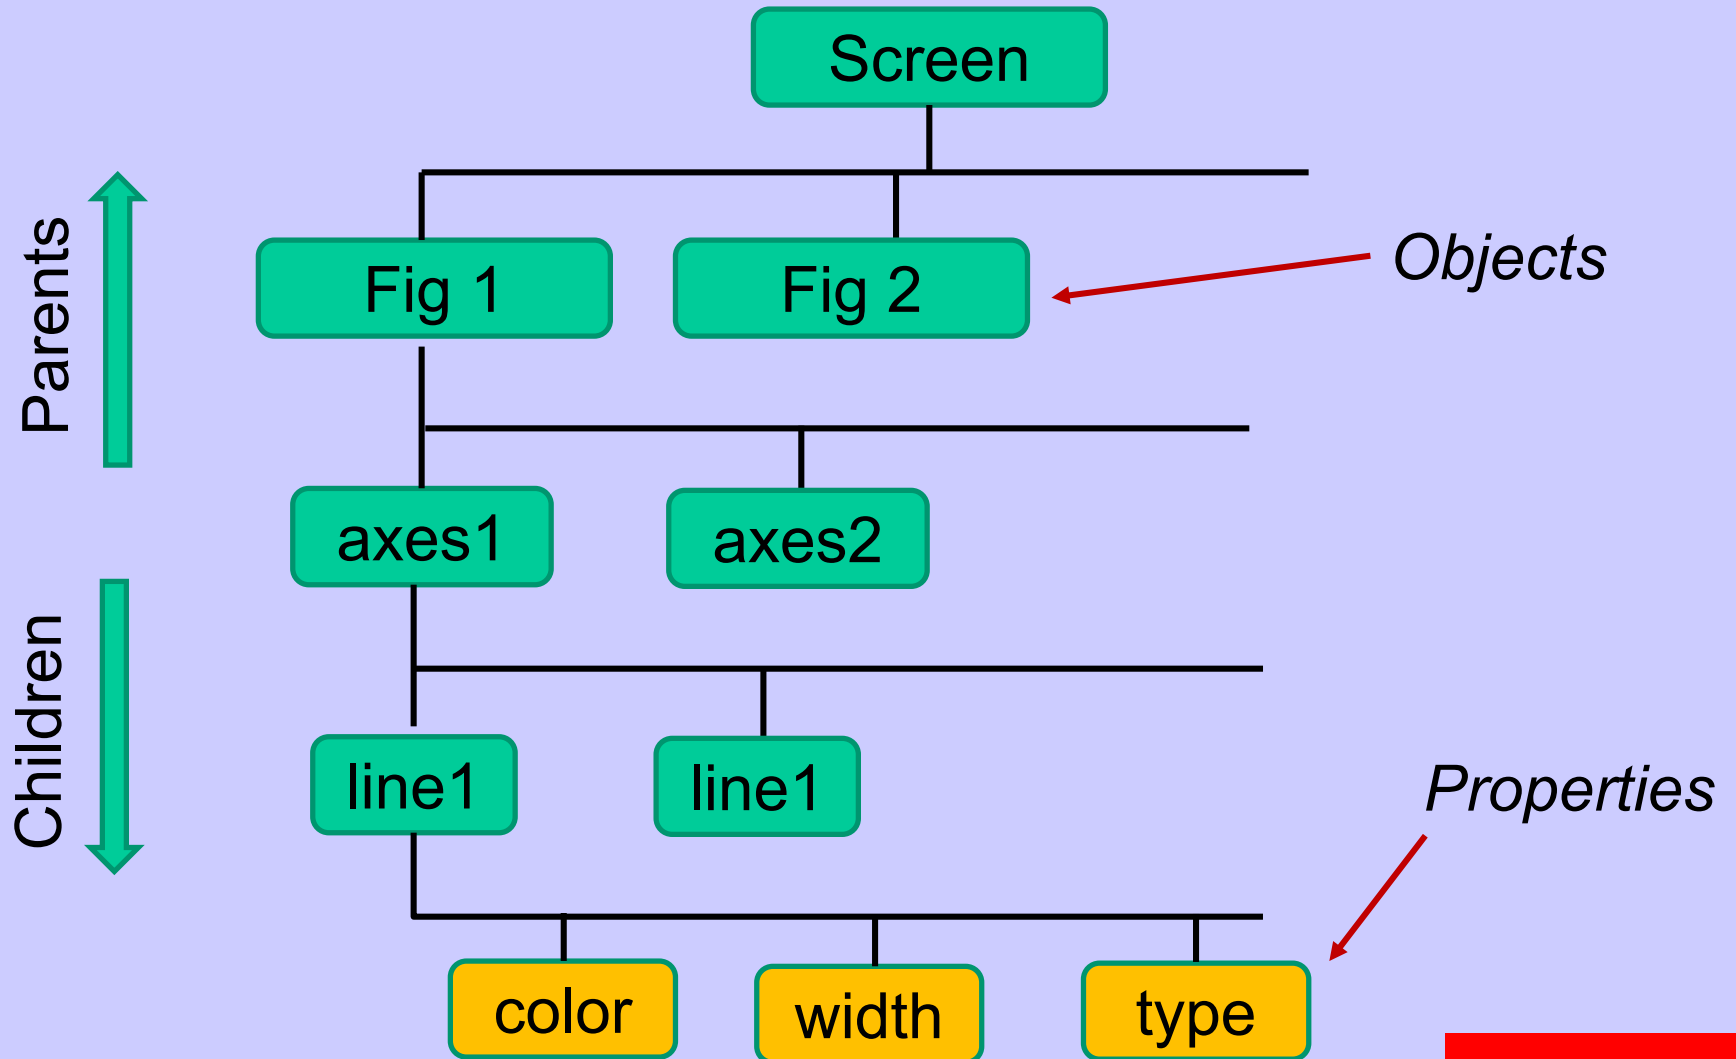 Screen
Parents
Fig 1
Fig 2
Objects
axes1
axes2
Children
line1
line1
Properties
color
width
type